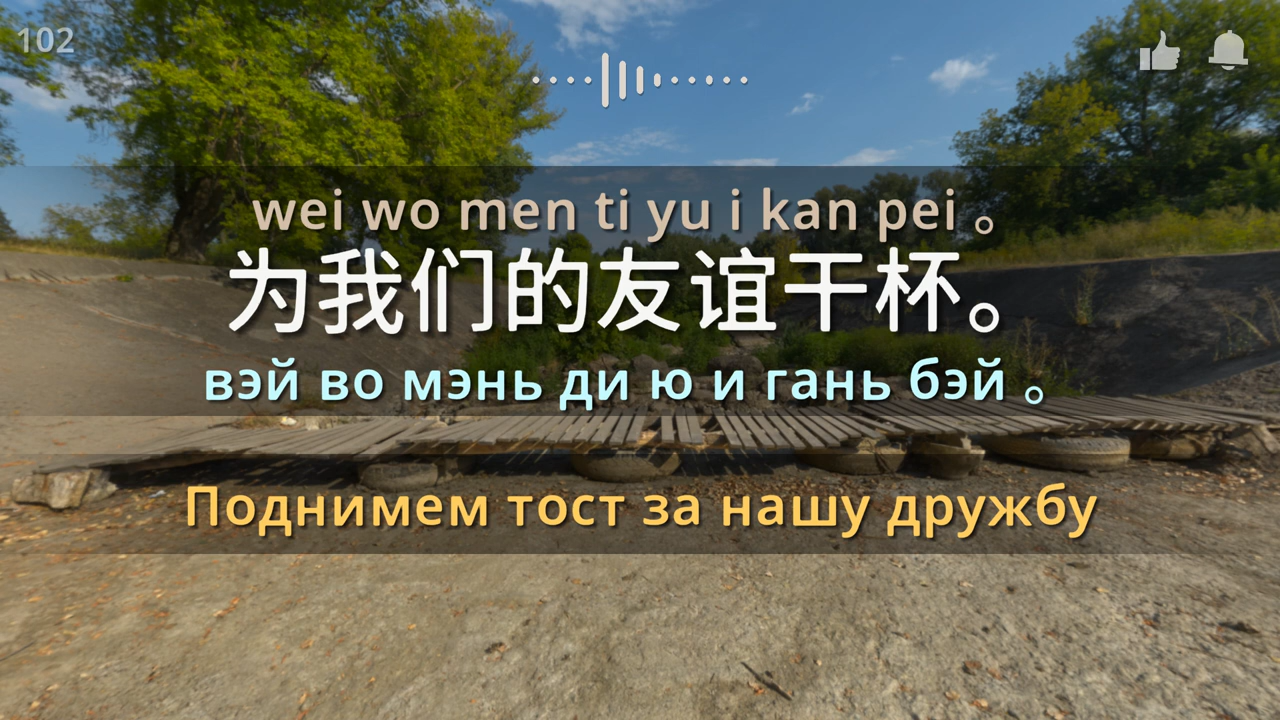 102
wei wo men ti yu i kan pei 。
为我们的友谊干杯。
вэй во мэнь ди ю и гань бэй 。
Поднимем тост за нашу дружбу